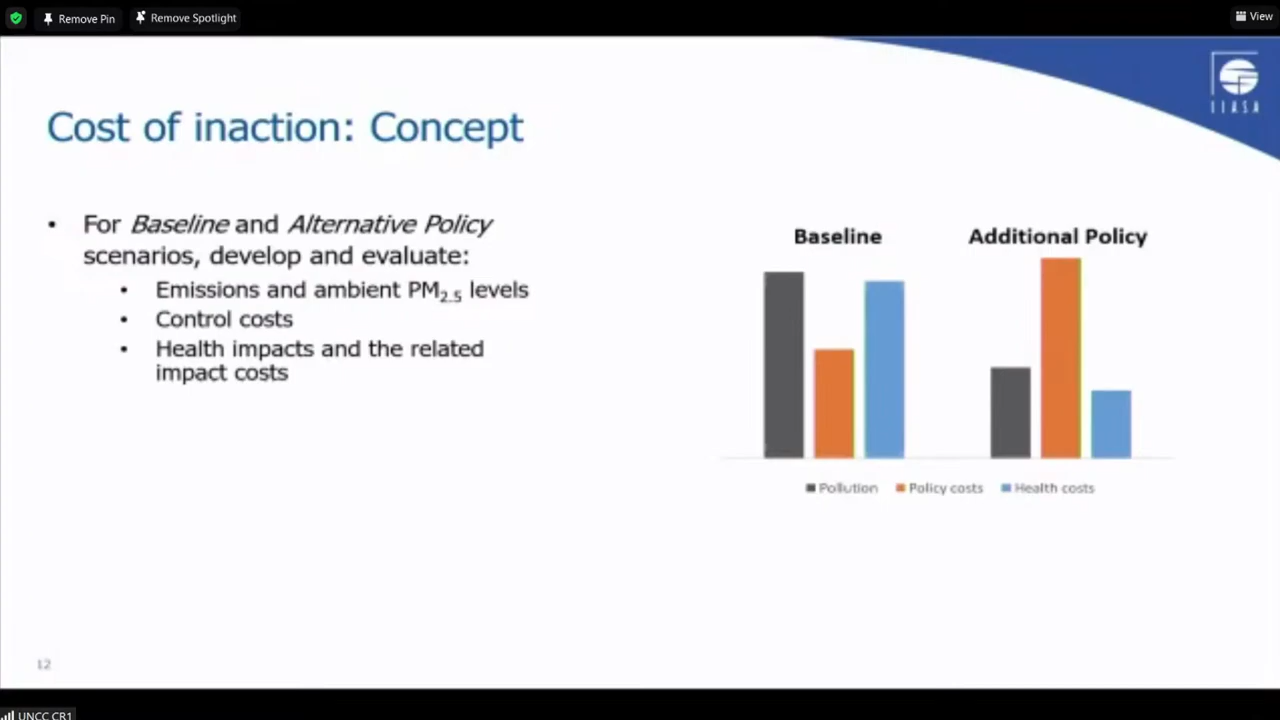 Remove Pin
Remove Spotlight
View
IIASA
Cost of inaction: Concept
• For Baseline and Alternative Policy
scenarios, develop and evaluate:
• Emissions and ambient PM2.5 levels
• Control costs
• Health impacts and the related
impact costs
Baseline
Additional Policy
Pollution
Policy costs
Health costs
12
UNCC CR1